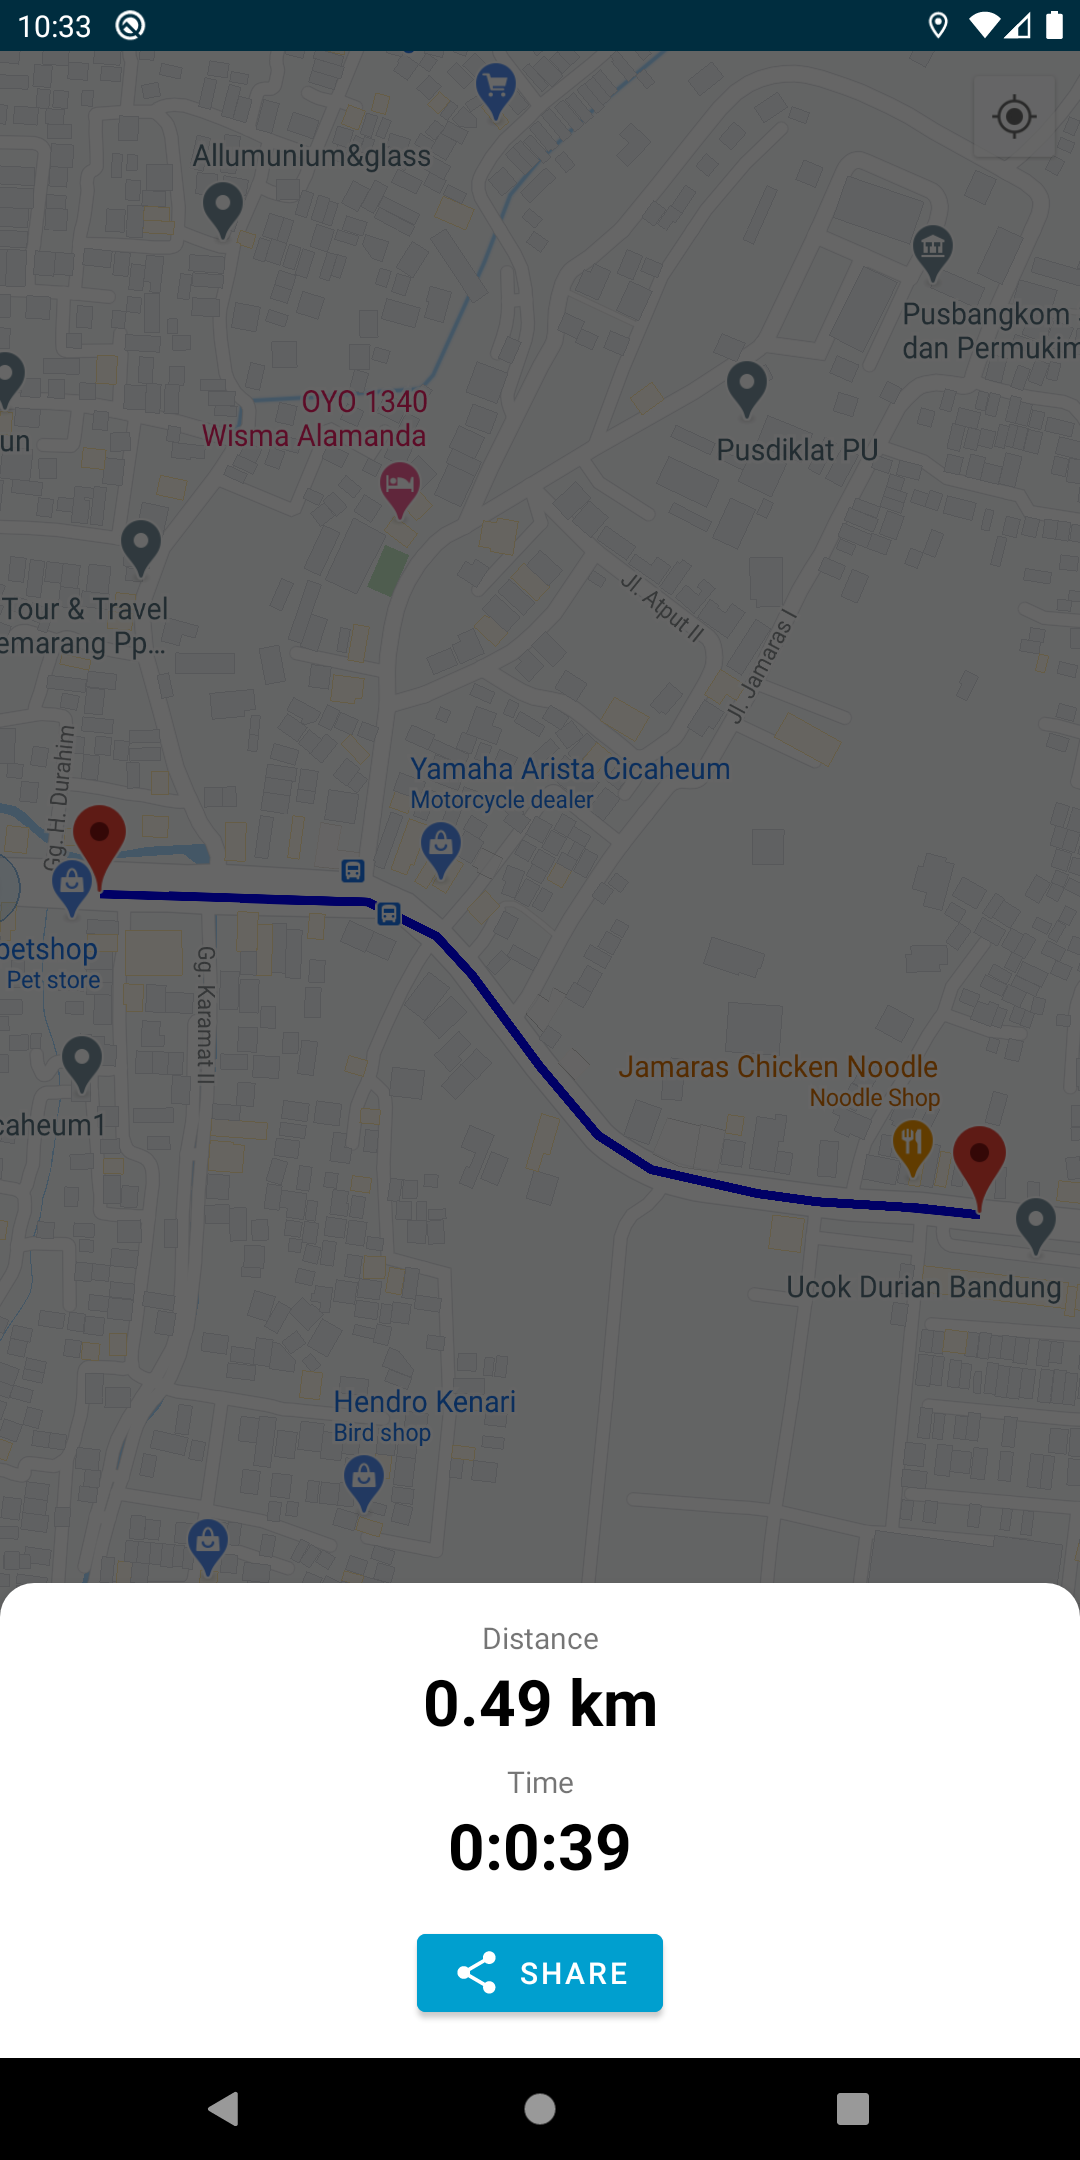 10:33
Allumunium&glass
Pusbangkom
dan Permukim
OYO 1340
Wisma Alamanda
un
Pusdiklat PU
Tour & Travel
emarang Pp...
Jl. Atput II
Jl. Jamaras I
Gg. H. Durahim
Yamaha Arista Cicaheum
Motorcycle dealer
petshop
Pet store
Gg. Karamat II
Jamaras Chicken Noodle
Noodle Shop
caheum1
Ucok Durian Bandung
Hendro Kenari
Bird shop
Distance
0.49 km
Time
0:0:39
SHARE